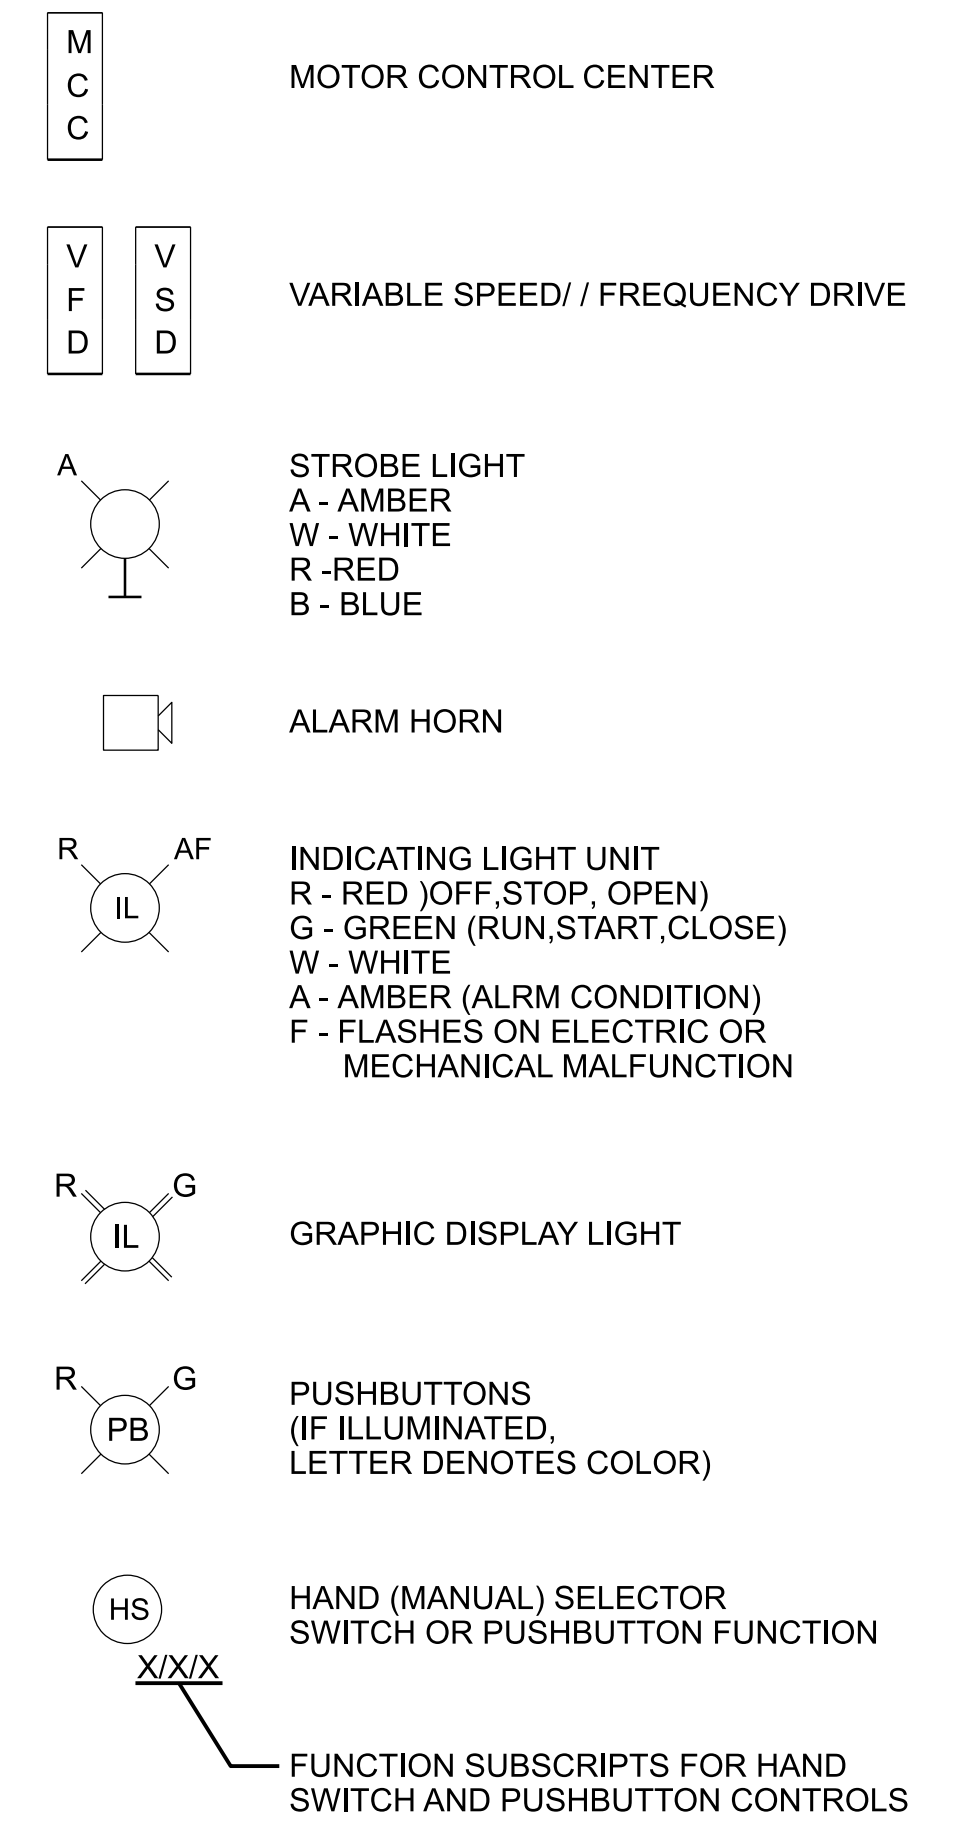 M
C
C
MOTOR CONTROL CENTER
V
F
D
V
S
D
VARIABLE SPEED/ / FREQUENCY DRIVE
A
STROBE LIGHT
A - AMBER
W - WHITE
R -RED
B - BLUE
ALARM HORN
R
AF
IL
INDICATING LIGHT UNIT
R - RED )OFF,STOP, OPEN)
G - GREEN (RUN,START,CLOSE)
W - WHITE
A - AMBER (ALRM CONDITION)
F - FLASHES ON ELECTRIC OR
MECHANICAL MALFUNCTION
R
G
IL
GRAPHIC DISPLAY LIGHT
R
G
PB
PUSHBUTTONS
(IF ILLUMINATED,
LETTER DENOTES COLOR)
HS
HAND (MANUAL) SELECTOR
SWITCH OR PUSHBUTTON FUNCTION
X/X/X
FUNCTION SUBSCRIPTS FOR HAND
SWITCH AND PUSHBUTTON CONTROLS